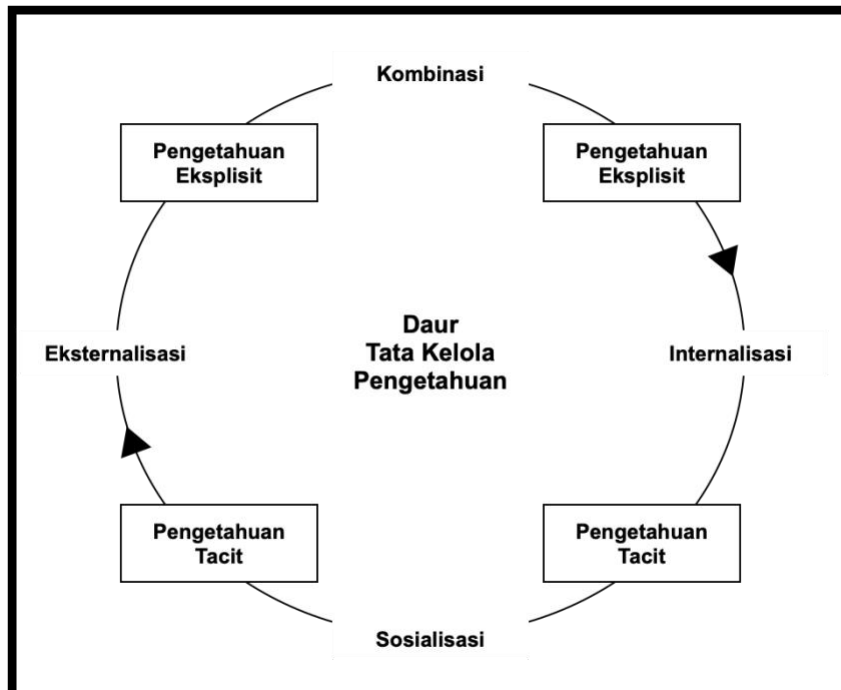 Kombinasi
Pengetahuan
Eksplisit
Pengetahuan
Eksplisit
Daur
Tata Kelola
Pengetahuan
Eksternalisasi
Internalisasi
Pengetahuan
Tacit
Pengetahuan
Tacit
Sosialisasi